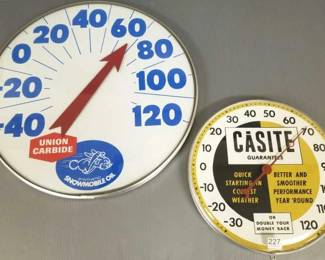 -40
-20
0
20
40
60
80
100
120
UNION
CARBIDE
SNOWMOBILE OIL
-30
-20
-10
0
10
20
30
40
50
60
70
80
90
100
110
120
CASITE
GUARANTEES
QUICK
STARTING IN
COLDEST
WEATHER
BETTER AND
SMOOTHER
PERFORMANCE
YEAR 'ROUND
OR
DOUBLE YOUR
MONEY BACK
227